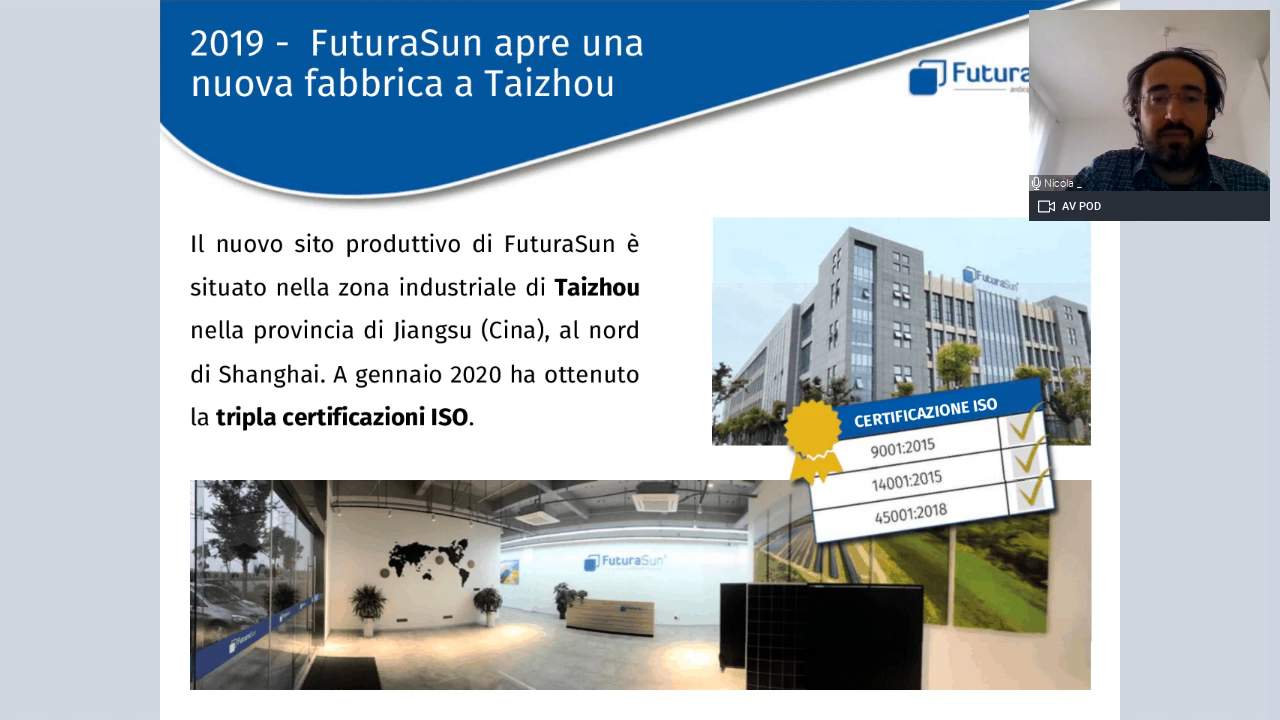 2019 - FuturaSun apre una
nuova fabbrica a Taizhou
Futura
Nicola _
AV POD
Il nuovo sito produttivo di FuturaSun è
situato nella zona industriale di Taizhou
nella provincia di Jiangsu (Cina), al nord
di Shanghai. A gennaio 2020 ha ottenuto
la tripla certificazioni ISO.
FuturaSun
CERTIFICAZIONE ISO
9001:2015
14001:2015
45001:2018
FuturaSun